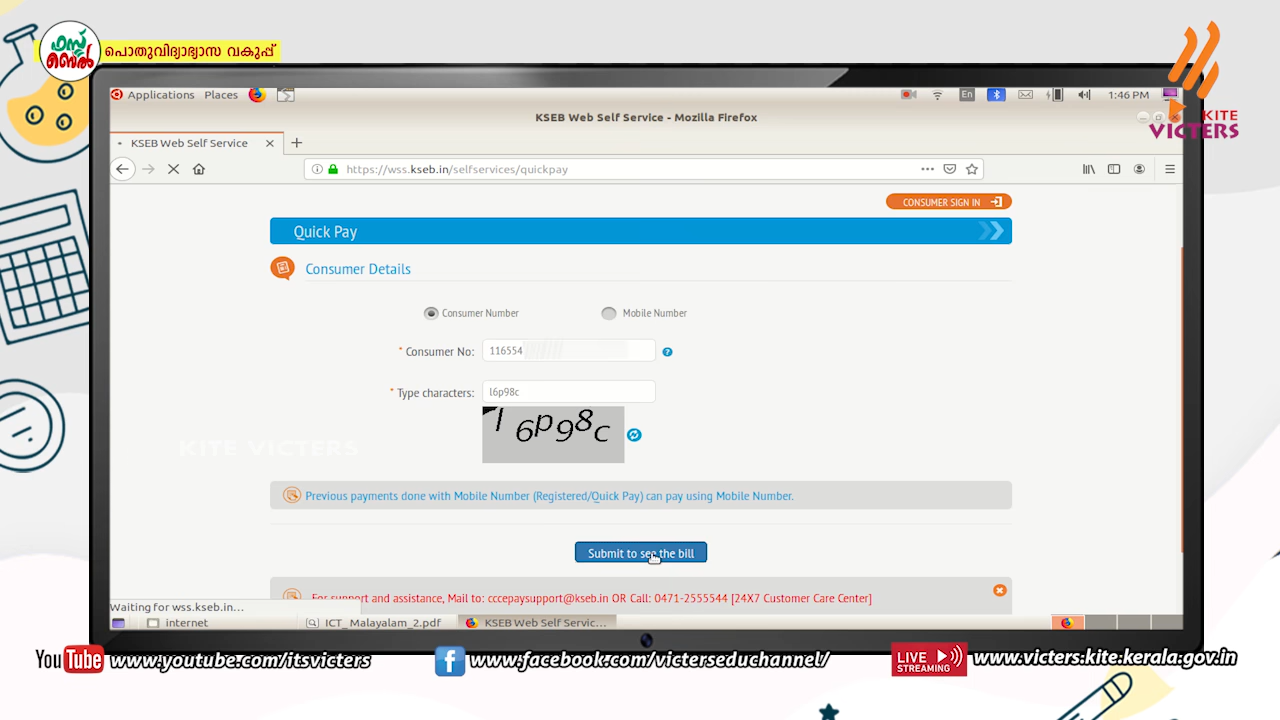 ഫസ്റ്റ്
ബെൽ
പൊതുവിദ്യാഭ്യാസ വകുപ്പ്
KITE
VICTERS
Applications Places En 1:46 PM
KSEB Web Self Service - Mozilla Firefox
KSEB Web Self Service
https://wss.kseb.in/selfservices/quickpay
CONSUMER SIGN IN
Quick Pay
Consumer Details
Consumer Number Mobile Number
* Consumer No: 116554
* Type characters: l6p98c
l6p98c
KITE VICTERS
Previous payments done with Mobile Number (Registered/Quick Pay) can pay using Mobile Number.
Submit to see the bill
For support and assistance, Mail to: cccepaysupport@kseb.in OR Call: 0471-2555544 [24X7 Customer Care Center]
Waiting for wss.kseb.in...
internet ICT_Malayalam_2.pdf KSEB Web Self Servic...
YouTube www.youtube.com/itsvicters f www.facebook.com/victerseduchannel/ LIVE STREAMING www.victers.kite.kerala.gov.in